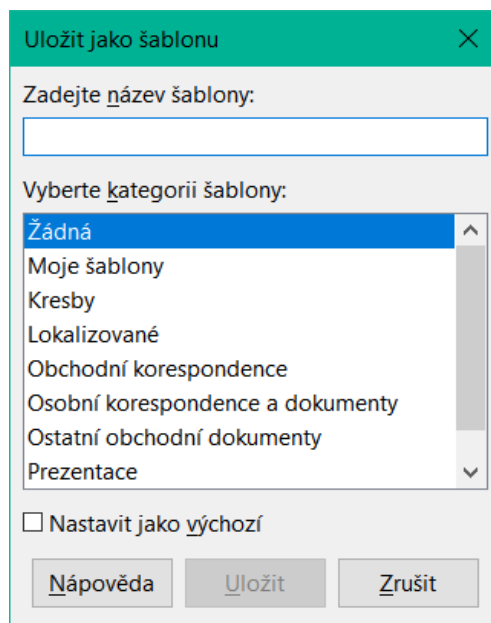 Uložit jako šablonu
Zadejte název šablony:
Vyberte kategorii šablony:
Žádná
Moje šablony
Kresby
Lokalizované
Obchodní korespondence
Osobní korespondence a dokumenty
Ostatní obchodní dokumenty
Prezentace
Nastavit jako výchozí
Nápověda Uložit Zrušit